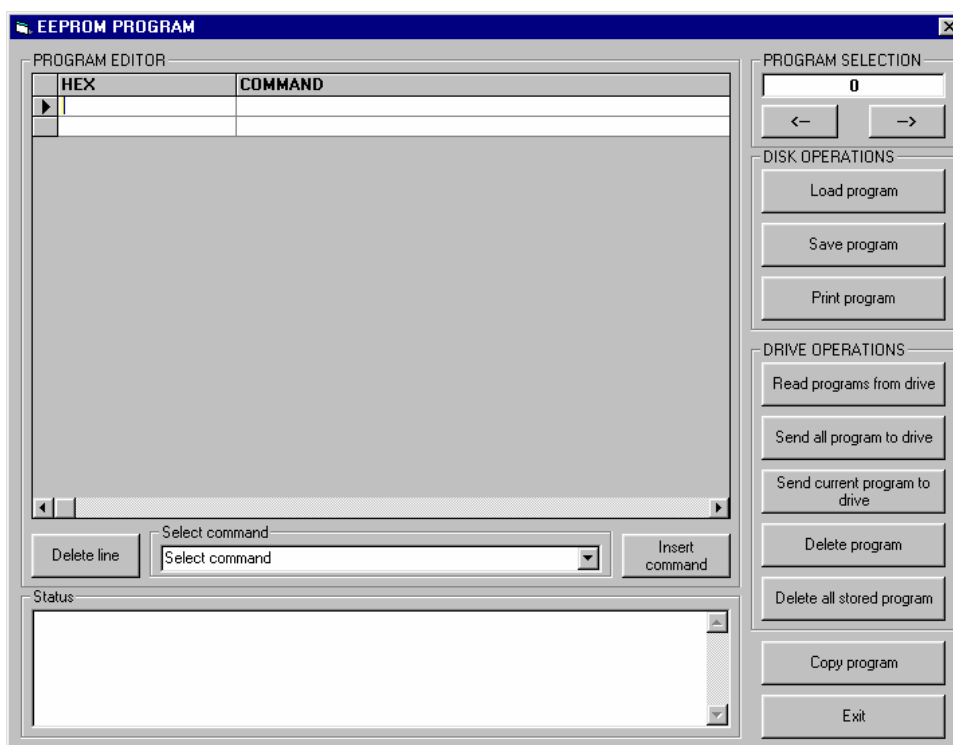 EEPROM PROGRAM
PROGRAM EDITOR
HEX COMMAND
Delete line
Select command
Select command
Insert
command
Status
PROGRAM SELECTION
0
<-- -->
DISK OPERATIONS
Load program
Save program
Print program
DRIVE OPERATIONS
Read programs from drive
Send all program to drive
Send current program to
drive
Delete program
Delete all stored program
Copy program
Exit